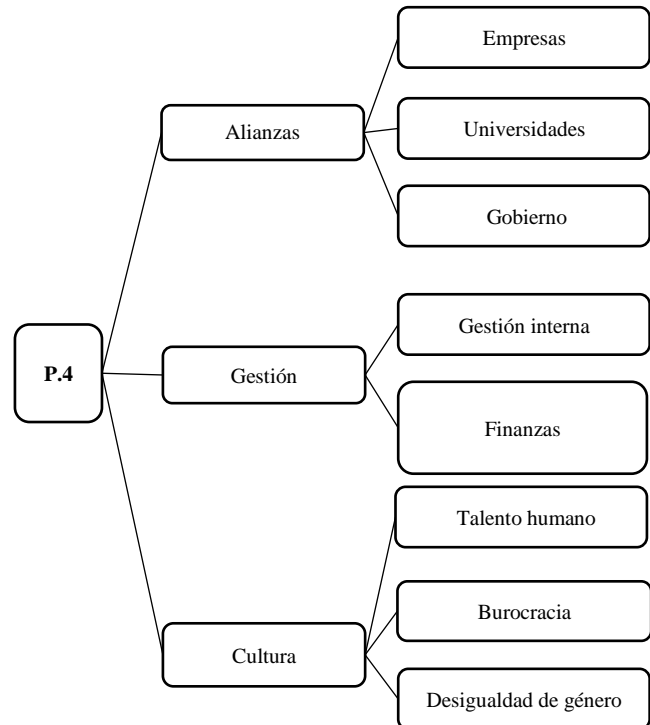 P.4
Alianzas
Empresas
Universidades
Gobierno
Gestión
Gestión interna
Finanzas
Cultura
Talento humano
Burocracia
Desigualdad de género